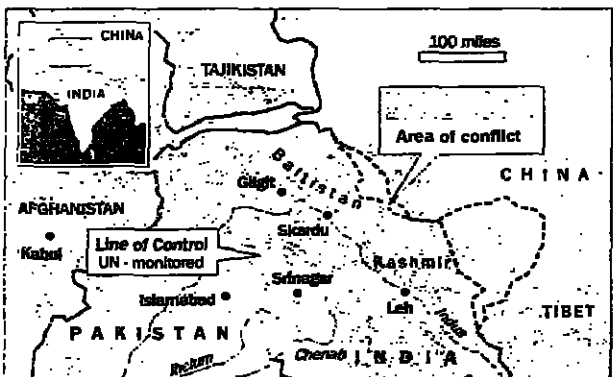 CHINA
INDIA
TAJIKISTAN
100 miles
Area of conflict
CHINA
Baltistan
Gilgit
Skardu
AFGHANISTAN
Kabul
Line of Control
UN - monitored
Kashmir
Srinagar
Islamabad
Leh
Indus
TIBET
PAKISTAN
Jhelum
Chenab
INDIA